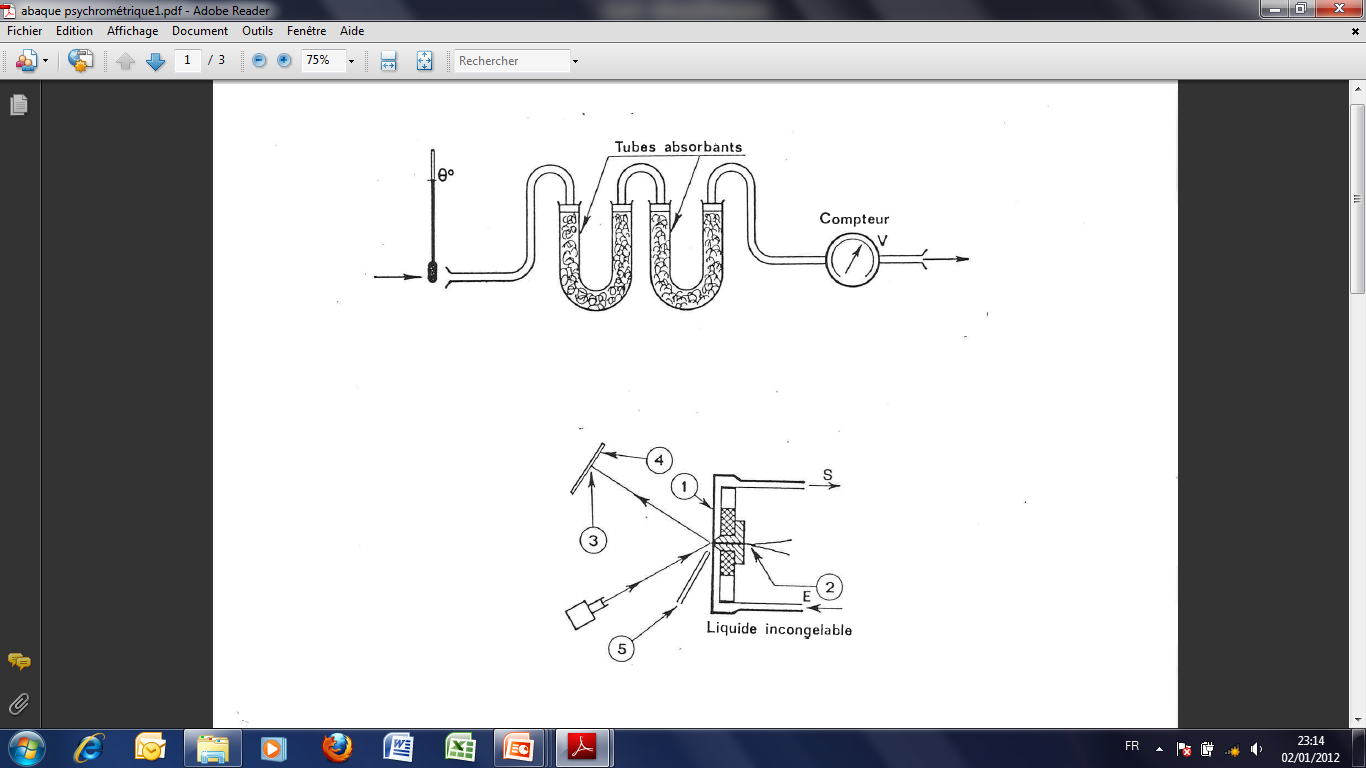 abaque psychrométrique1.pdf - Adobe Reader
Fichier Edition Affichage Document Outils Fenêtre Aide
1 / 3 75% Rechercher
Tubes absorbants
θ°
Compteur
V
4
1
S
3
2
E
Liquide incongelable
5
FR
23:14
02/01/2012